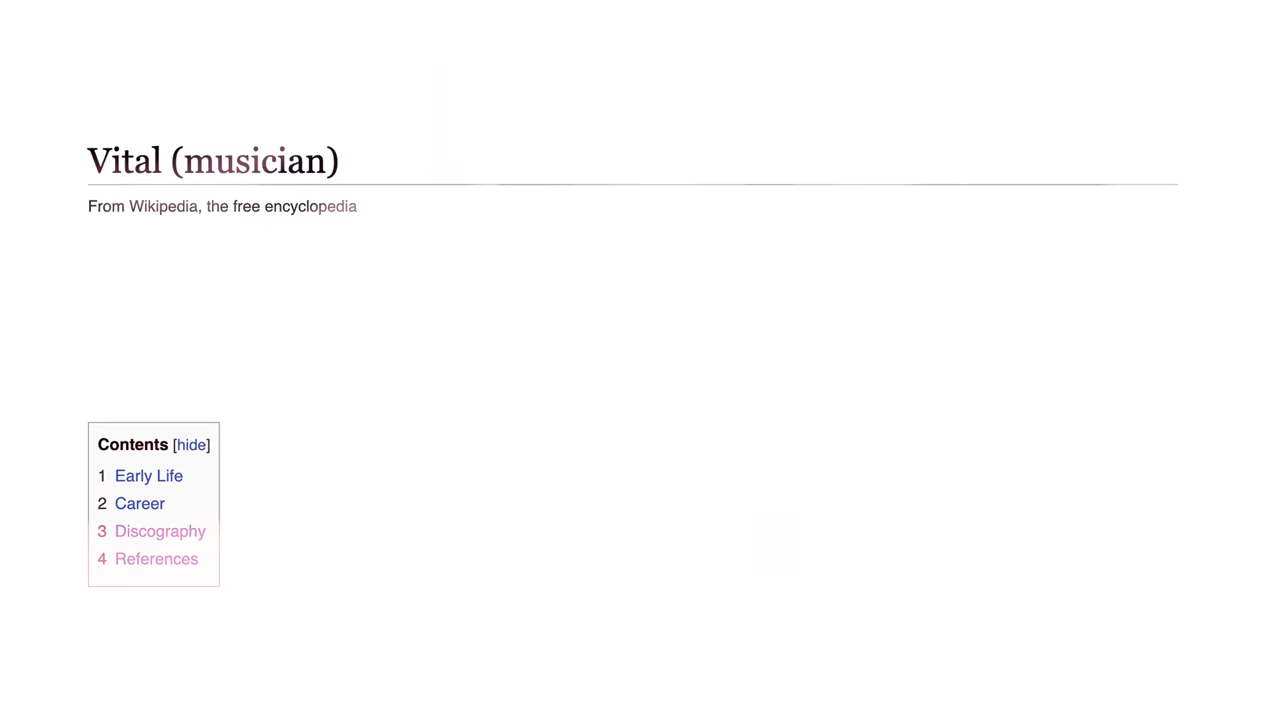 Vital (musician)
From Wikipedia, the free encyclopedia
Contents [hide]
1 Early Life
2 Career
3 Discography
4 References